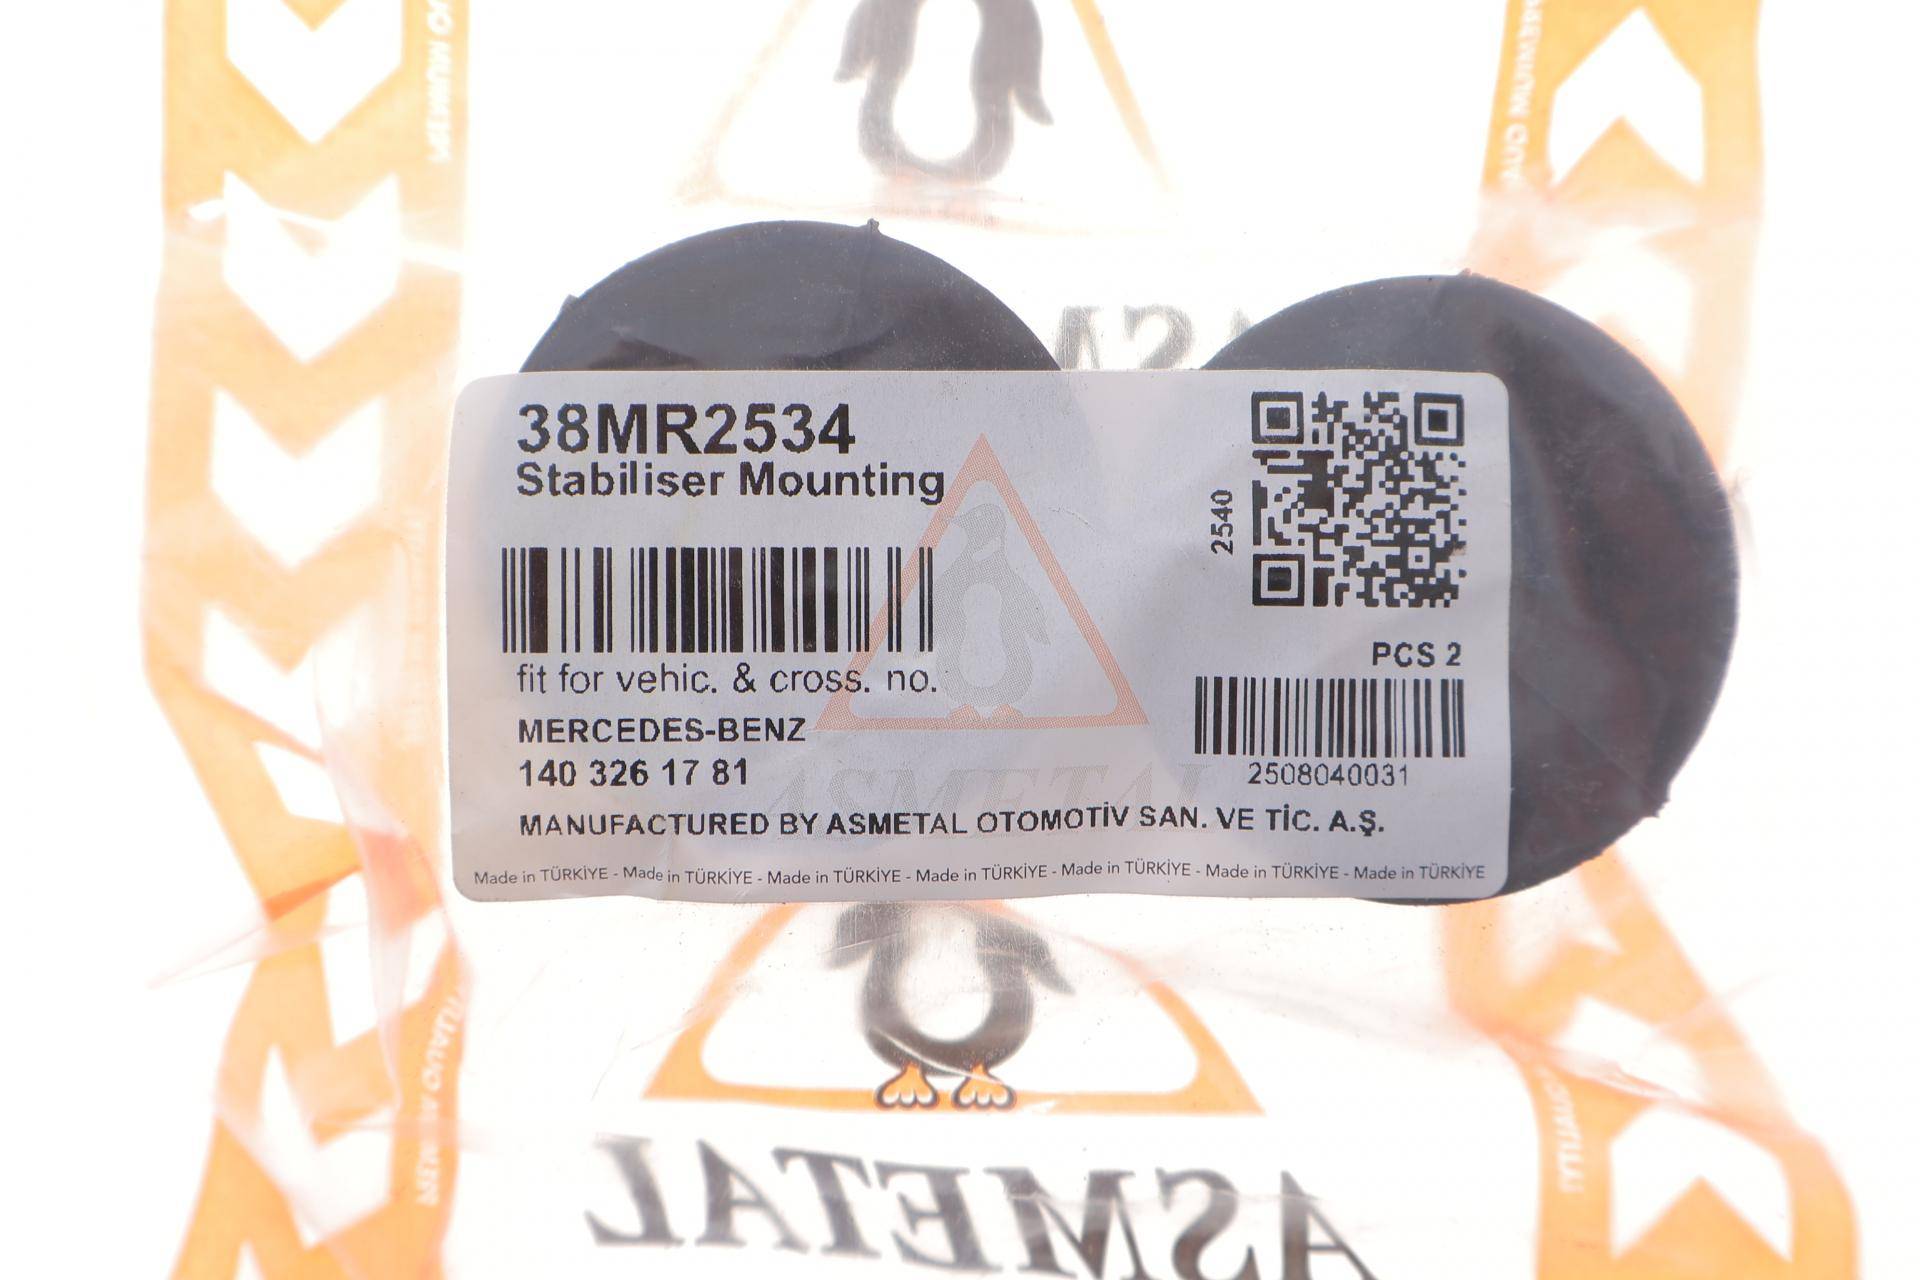 38MR2534
Stabiliser Mounting
2540
fit for vehic. & cross. no.
PCS 2
MERCEDES-BENZ
140 326 17 81
2508040031
ASMETAL
MANUFACTURED BY ASMETAL OTOMOTİV SAN. VE TİC. A.Ş.
Made in TÜRKİYE - Made in TÜRKİYE - Made in TÜRKİYE - Made in TÜRKİYE - Made in TÜRKİYE - Made in TÜRKİYE - Made in TÜRKİYE
ASMETAL